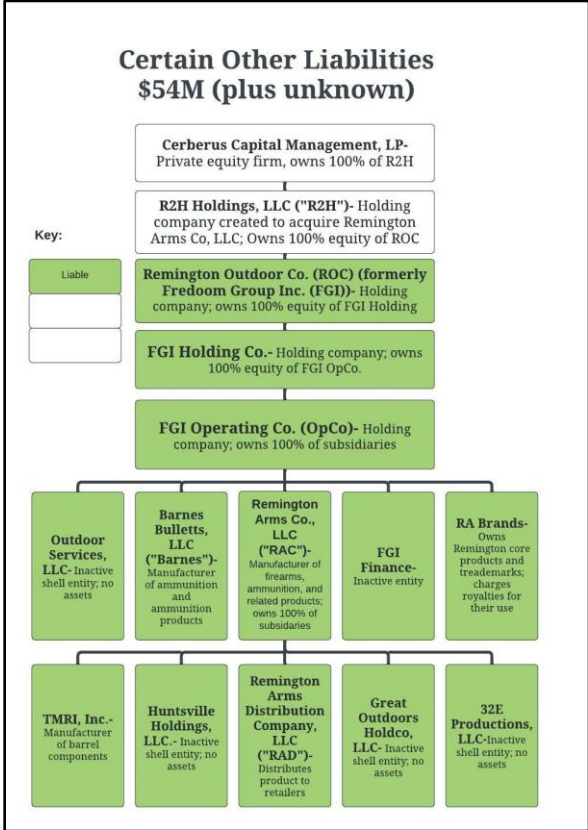 Certain Other Liabilities
$54M (plus unknown)
Cerberus Capital Management, LP-
Private equity firm, owns 100% of R2H
R2H Holdings, LLC ("R2H")- Holding
company created to acquire Remington
Arms Co, LLC; Owns 100% equity of ROC
Key:
Liable
Remington Outdoor Co. (ROC) (formerly
Fredoom Group Inc. (FGI))- Holding
company; owns 100% equity of FGI Holding
FGI Holding Co.- Holding company; owns
100% equity of FGI OpCo.
FGI Operating Co. (OpCo)- Holding
company; owns 100% of subsidiaries
Outdoor
Services,
LLC- Inactive
shell entity; no
assets
Barnes
Bulletts,
LLC
("Barnes")-
Manufacturer
of ammunition
and
ammunition
products
Remington
Arms Co.,
LLC
("RAC")-
Manufacturer of
firearms,
ammunition, and
related products;
owns 100% of
subsidaries
FGI
Finance-
Inactive entity
RA Brands-
Owns
Remington core
products and
treademarks;
charges
royalties for
their use
TMRI, Inc.-
Manufacturer
of barrel
components
Huntsville
Holdings,
LLC.- Inactive
shell entity; no
assets
Remington
Arms
Distribution
Company,
LLC
("RAD")-
Distributes
product to
retailers
Great
Outdoors
Holdco,
LLC- Inactive
shell entity; no
assets
32E
Productions,
LLC-Inactive
shell entity; no
assets